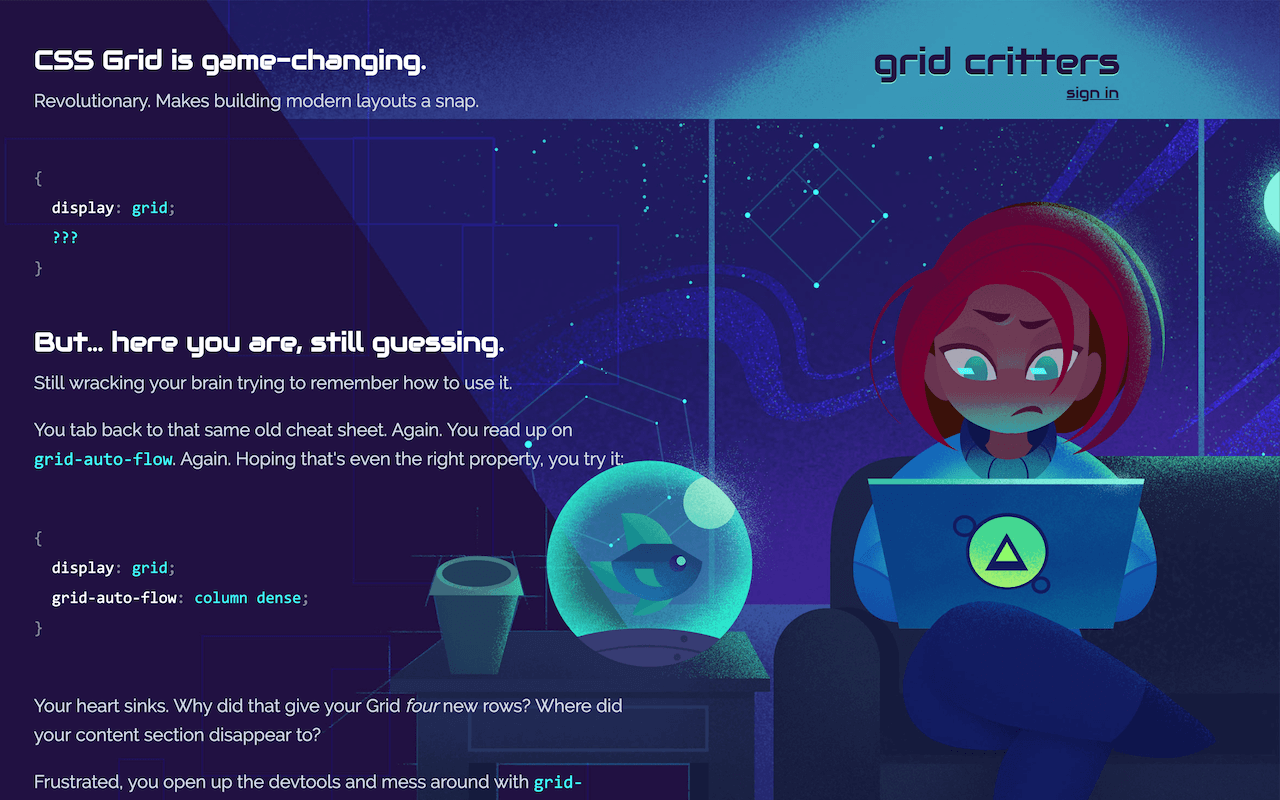 CSS Grid is game-changing.
grid critters
sign in
Revolutionary. Makes building modern layouts a snap.
{
display: grid;
???
}
But... here you are, still guessing.
Still wracking your brain trying to remember how to use it.
You tab back to that same old cheat sheet. Again. You read up on
grid-auto-flow. Again. Hoping that's even the right property, you try it:
{
display: grid;
grid-auto-flow: column dense;
}
Your heart sinks. Why did that give your Grid four new rows? Where did
your content section disappear to?
Frustrated, you open up the devtools and mess around with grid-